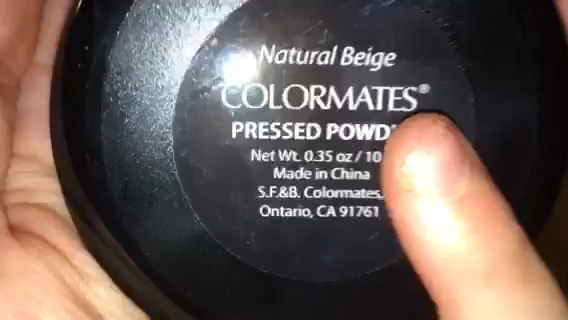 Natural Beige
COLORMATES®
PRESSED POWD
Net Wt. 0.35 oz / 10
Made in China
S.F.&B. Colormates.
Ontario, CA 91761